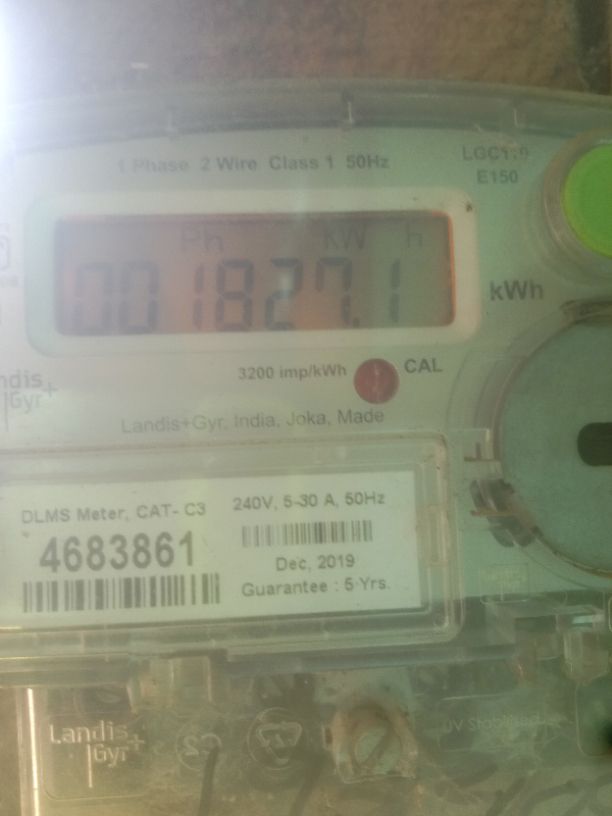 1 Phase 2 Wire Class 1 50Hz
E150
Ph kW h
001827.1
kWh
3200 imp/kWh
CAL
Landis+Gyr, India, Joka, Made
DLMS Meter, CAT- C3
240V, 5-30 A, 50Hz
4683861
Dec, 2019
Guarantee : 5 Yrs.
Landis+
Gyr